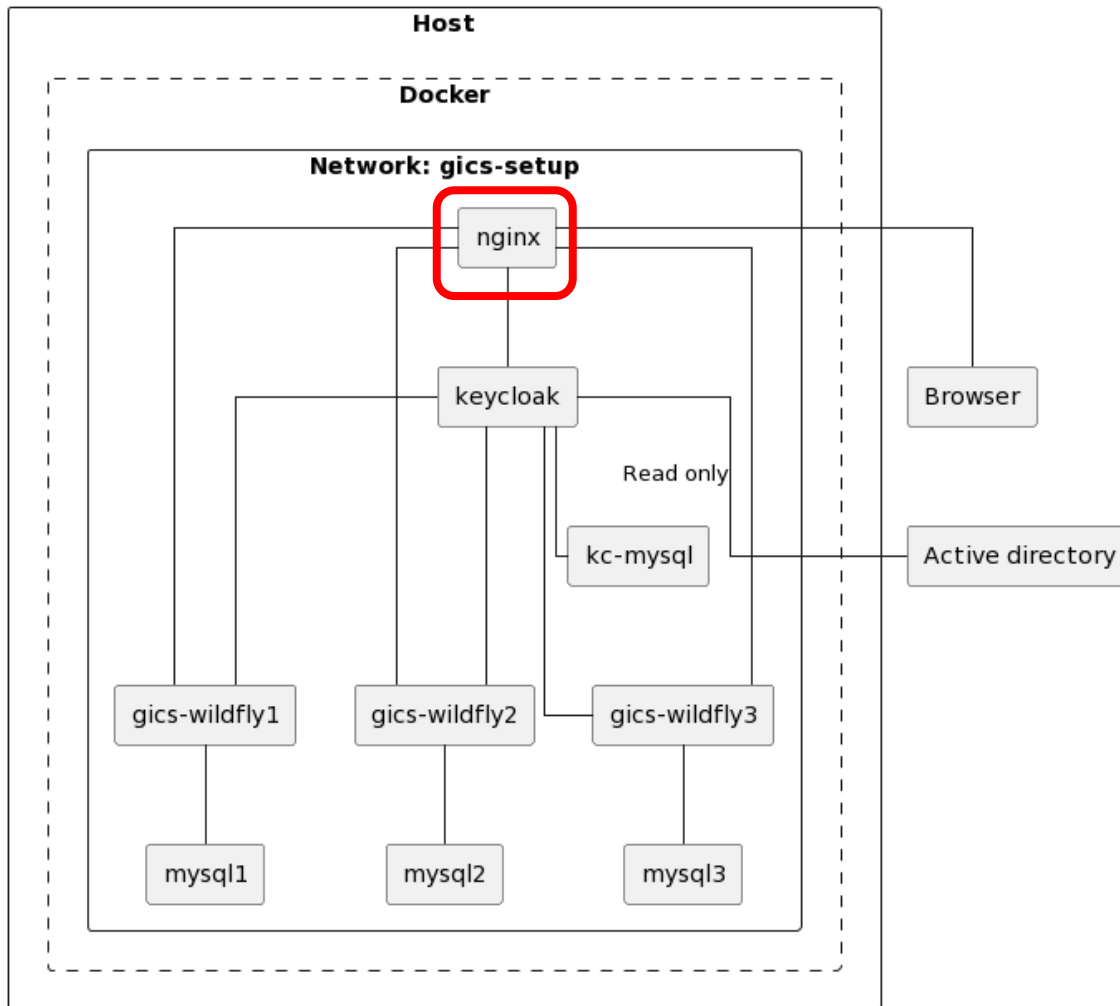 Host
Docker
Network: gics-setup
nginx
keycloak
Browser
Read only
kc-mysql
Active directory
gics-wildfly1
gics-wildfly2
gics-wildfly3
mysql1
mysql2
mysql3